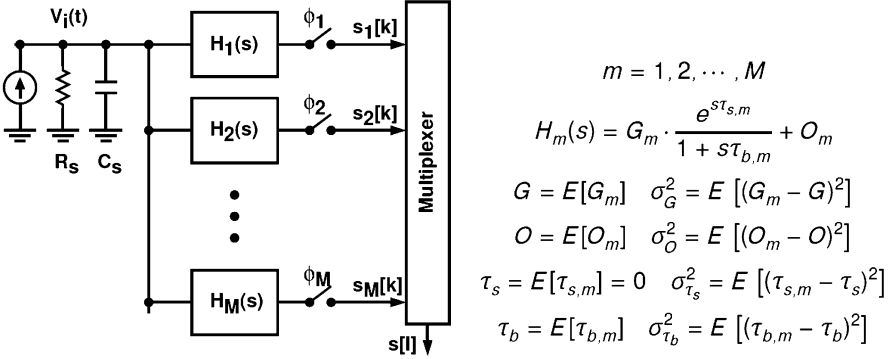 V_i(t)
R_s
C_s
H_1(s)
ϕ_1
s_1[k]
H_2(s)
ϕ_2
s_2[k]
H_M(s)
ϕ_M
s_M[k]
Multiplexer
s[l]
m = 1, 2, ⋯ , M
H_m(s) = G_m · \frac{e^{sτ_{s,m}}}{1 + sτ_{b,m}} + O_m
G = E[G_m] σ_G^2 = E [(G_m − G)^2]
O = E[O_m] σ_O^2 = E [(O_m − O)^2]
τ_s = E[τ_{s,m}] = 0 σ_{τ_s}^2 = E [(τ_{s,m} − τ_s)^2]
τ_b = E[τ_{b,m}] σ_{τ_b}^2 = E [(τ_{b,m} − τ_b)^2]